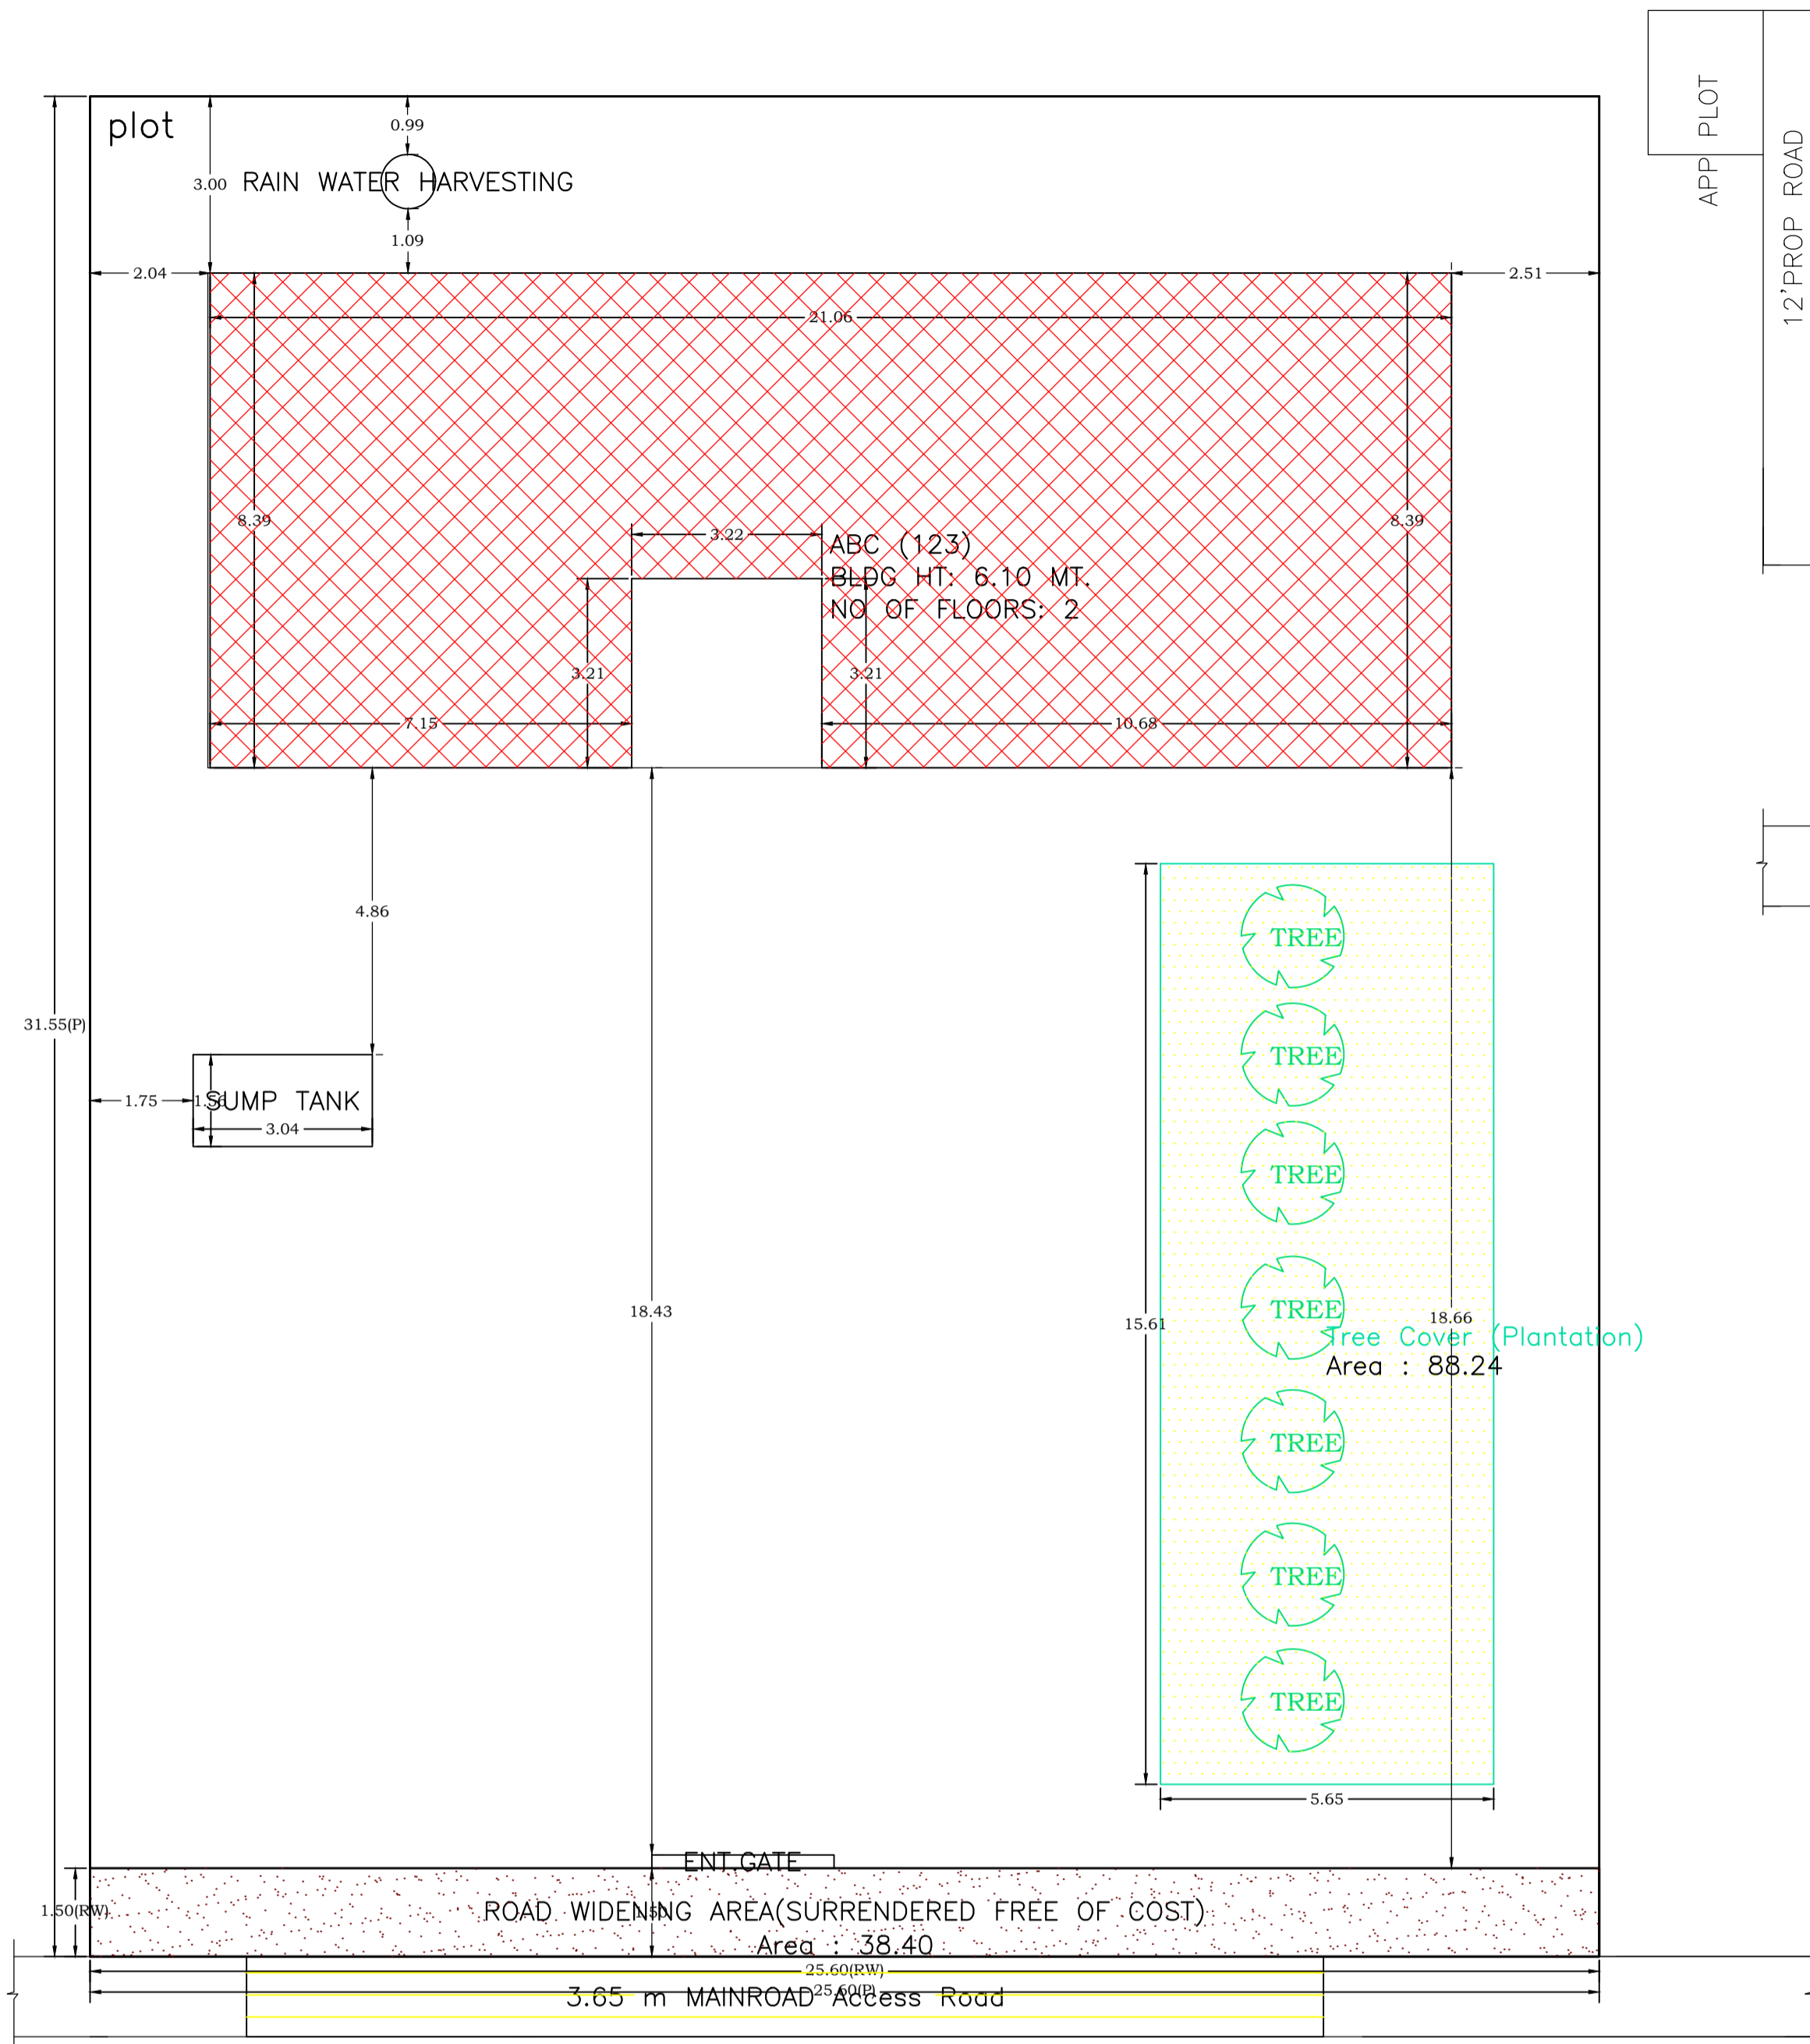 APP PLOT
12'PROP ROAD
plot
0.99
3.00
RAIN WATER HARVESTING
1.09
2.04
2.51
21.06
8.39
8.39
3.22
ABC (123)
BLDG HT: 6.10 MT.
NO OF FLOORS: 2
3.21
3.21
7.15
10.68
4.86
TREE
31.55(P)
TREE
1.75
1.56
SUMP TANK
3.04
TREE
18.43
15.61
TREE
18.66
Tree Cover (Plantation)
Area : 88.24
TREE
TREE
TREE
5.65
ENT.GATE
1.50(RW)
1.50
ROAD WIDENING AREA(SURRENDERED FREE OF COST)
Area : 38.40
25.60(RW)
25.60(P)
3.65 m MAINROAD Access Road